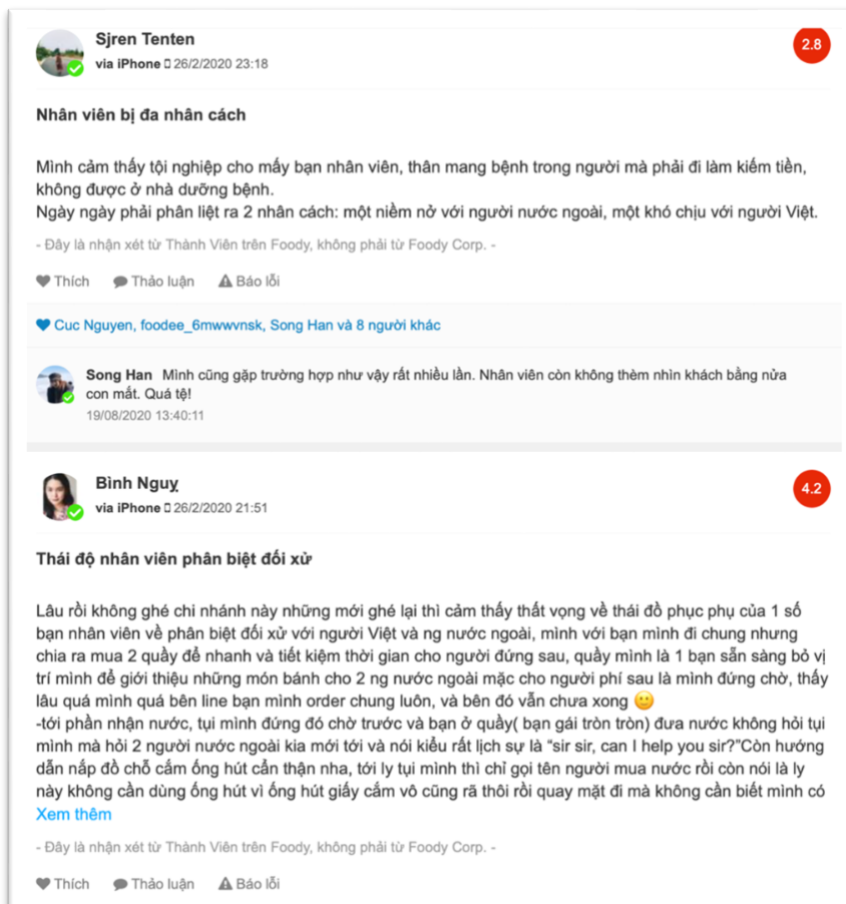 Sjren Tenten
2.8
via iPhone 26/2/2020 23:18
Nhân viên bị đa nhân cách
Mình cảm thấy tội nghiệp cho mấy bạn nhân viên, thân mang bệnh trong người mà phải đi làm kiếm tiền,
không được ở nhà dưỡng bệnh.
Ngày ngày phải phân liệt ra 2 nhân cách: một niềm nở với người nước ngoài, một khó chịu với người Việt.
- Đây là nhận xét từ Thành Viên trên Foody, không phải từ Foody Corp. -
Thích Thảo luận Báo lỗi
Cuc Nguyen, foodee_6mwwvnsk, Song Han và 8 người khác
Song Han Mình cũng gặp trường hợp như vậy rất nhiều lần. Nhân viên còn không thèm nhìn khách bằng nửa
con mắt. Quá tệ!
19/08/2020 13:40:11
Bình Nguỵ
4.2
via iPhone 26/2/2020 21:51
Thái độ nhân viên phân biệt đối xử
Lâu rồi không ghé chi nhánh này những mới ghé lại thì cảm thấy thất vọng về thái đồ phục phụ của 1 số
bạn nhân viên về phân biệt đối xử với người Việt và ng nước ngoài, mình với bạn mình đi chung nhưng
chia ra mua 2 quầy để nhanh và tiết kiệm thời gian cho người đứng sau, quầy mình là 1 bạn sẵn sàng bỏ vị
trí mình để giới thiệu những món bánh cho 2 ng nước ngoài mặc cho người phí sau là mình đứng chờ, thấy
lâu quá mình quá bên line bạn mình order chung luôn, và bên đó vẫn chưa xong 🙂
-tới phần nhận nước, tụi mình đứng đó chờ trước và bạn ở quầy( bạn gái tròn tròn) đưa nước không hỏi tụi
mình mà hỏi 2 người nước ngoài kia mới tới và nói kiểu rất lịch sự là “sir sir, can I help you sir?”Còn hướng
dẫn nắp đồ chỗ cắm ống hút cẩn thận nha, tới ly tụi mình thì chỉ gọi tên người mua nước rồi còn nói là ly
này không cần dùng ống hút vì ống hút giấy cắm vô cũng rã thôi rồi quay mặt đi mà không cần biết mình có
Xem thêm
- Đây là nhận xét từ Thành Viên trên Foody, không phải từ Foody Corp. -
Thích Thảo luận Báo lỗi